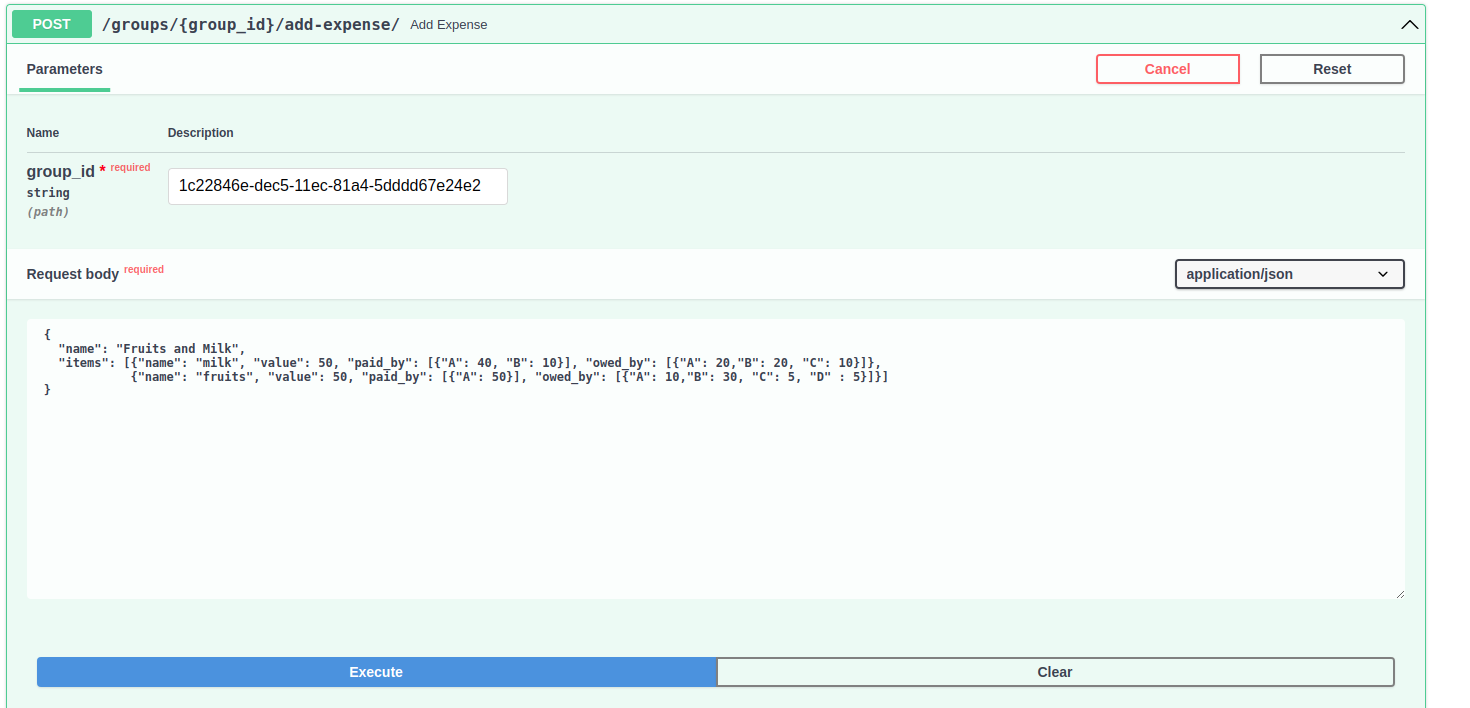 POST /groups/{group_id}/add-expense/ Add Expense
Parameters
Cancel
Reset
Name Description
group_id * required
string
(path)
1c22846e-dec5-11ec-81a4-5dddd67e24e2
Request body required
application/json
{
  "name": "Fruits and Milk",
  "items": [{"name": "milk", "value": 50, "paid_by": [{"A": 40, "B": 10}], "owed_by": [{"A": 20,"B": 20, "C": 10}]},
            {"name": "fruits", "value": 50, "paid_by": [{"A": 50}], "owed_by": [{"A": 10,"B": 30, "C": 5, "D" : 5}]}]
}
Execute
Clear